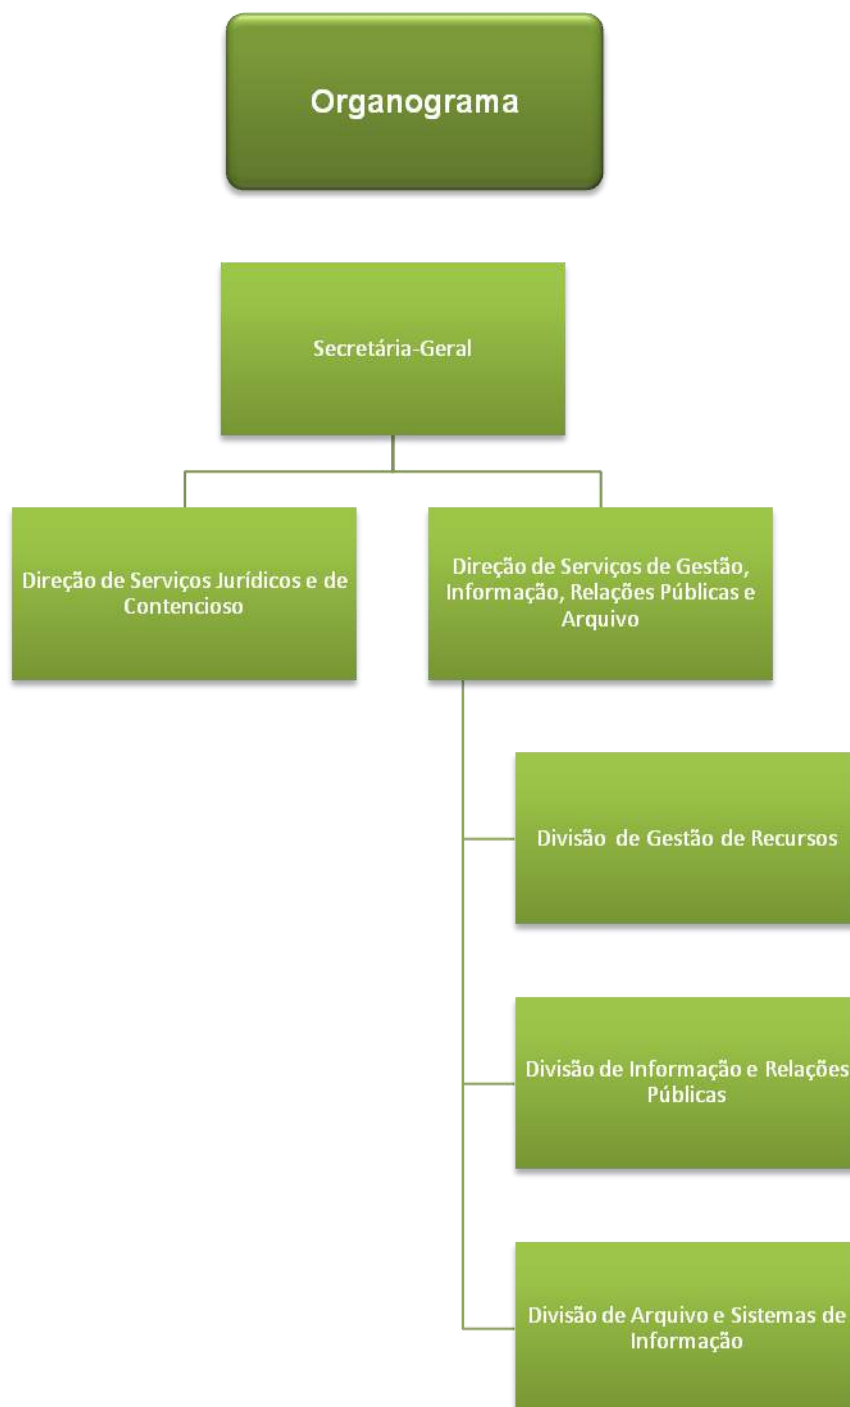 Organograma
Secretária-Geral
Direção de Serviços Jurídicos e de
Contencioso
Direção de Serviços de Gestão,
Informação, Relações Públicas e
Arquivo
Divisão de Gestão de Recursos
Divisão de Informação e Relações
Públicas
Divisão de Arquivo e Sistemas de
Informação